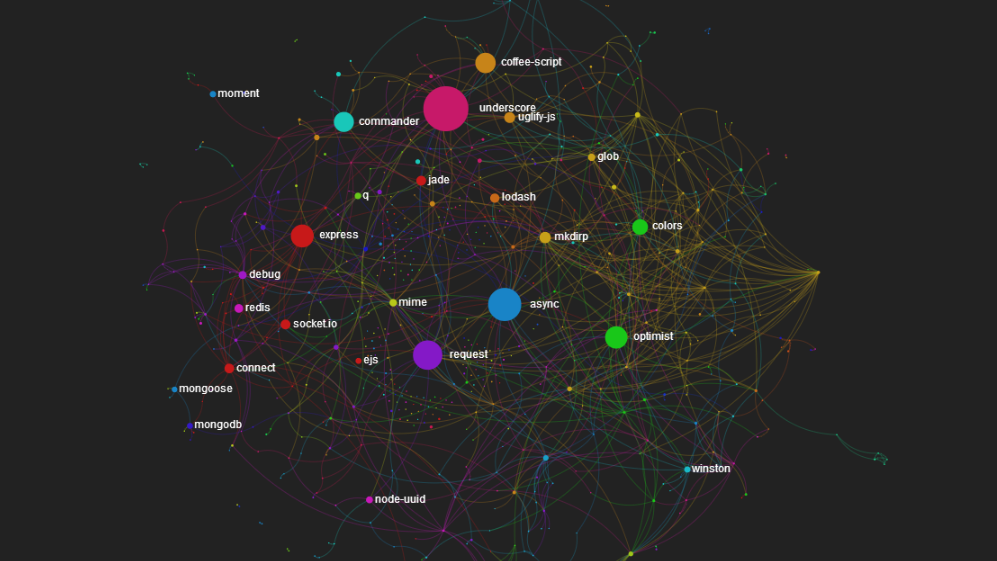 coffee-script
moment
underscore
uglify-js
commander
glob
jade
q
lodash
colors
express
mkdirp
debug
mime
async
redis
socket.io
optimist
request
ejs
connect
mongoose
mongodb
winston
node-uuid